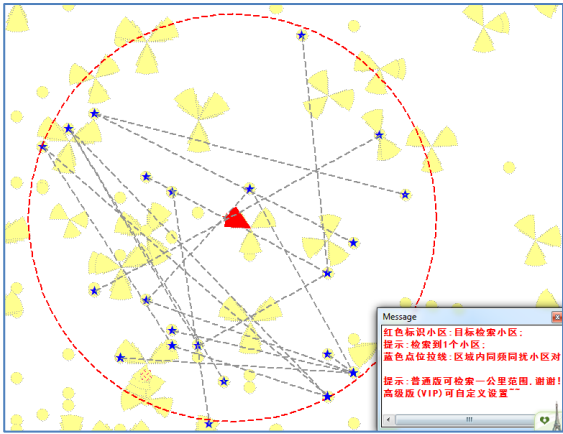 Message
红色标识小区:目标检索小区;
提示:检索到1个小区;
蓝色点位拉线:区域内同频同扰小区对
提示:普通版可检索一公里范围,谢谢!
高级版(VIP)可自定义设置~~